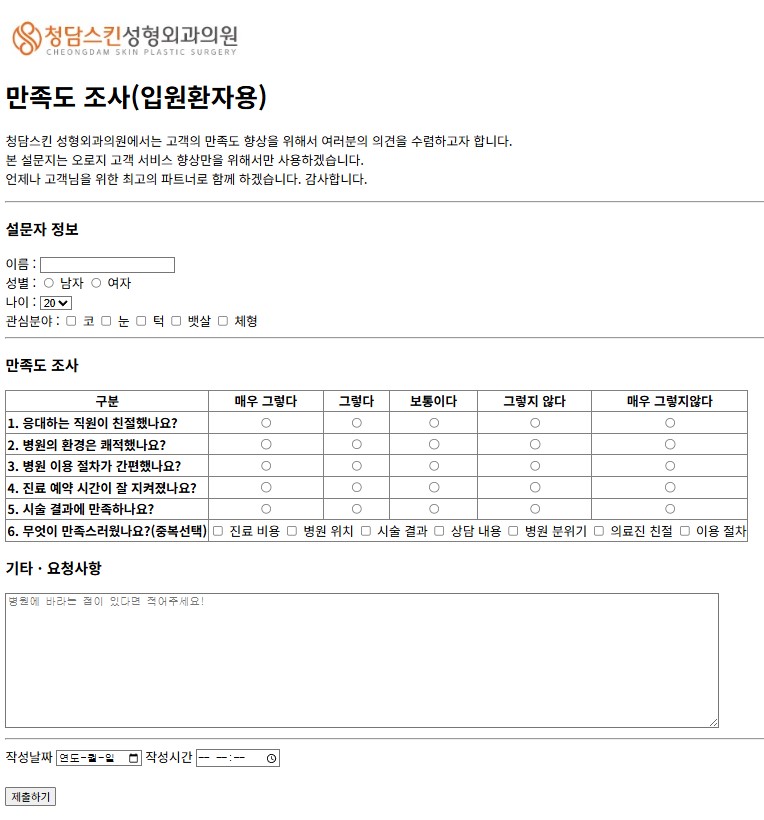 청담스킨성형외과의원
CHEONGDAM SKIN PLASTIC SURGERY
만족도 조사(입원환자용)
청담스킨 성형외과의원에서는 고객의 만족도 향상을 위해서 여러분의 의견을 수렴하고자 합니다.
본 설문지는 오로지 고객 서비스 향상만을 위해서만 사용하겠습니다.
언제나 고객님을 위한 최고의 파트너로 함께 하겠습니다. 감사합니다.
설문자 정보
이름 :
성별 : 남자 여자
나이 : 20
관심분야 : 코 눈 턱 뱃살 체형
만족도 조사
구분 매우 그렇다 그렇다 보통이다 그렇지 않다 매우 그렇지않다
1. 응대하는 직원이 친절했나요?
2. 병원의 환경은 쾌적했나요?
3. 병원 이용 절차가 간편했나요?
4. 진료 예약 시간이 잘 지켜졌나요?
5. 시술 결과에 만족하나요?
6. 무엇이 만족스러웠나요?(중복선택) 진료 비용 병원 위치 시술 결과 상담 내용 병원 분위기 의료진 친절 이용 절차
기타 · 요청사항
병원에 바라는 점이 있다면 적어주세요!
작성날짜 연도-월-일 작성시간 -- --:--
제출하기